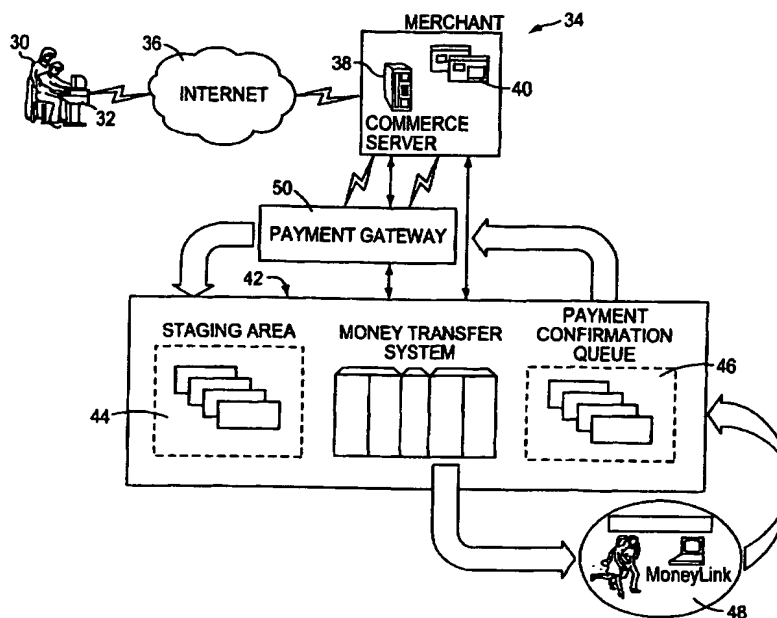 MERCHANT
30
36
34
38
INTERNET
32
40
COMMERCE
SERVER
50
PAYMENT GATEWAY
42
STAGING AREA
MONEY TRANSFER
SYSTEM
PAYMENT
CONFIRMATION
QUEUE
44
46
MoneyLink
48